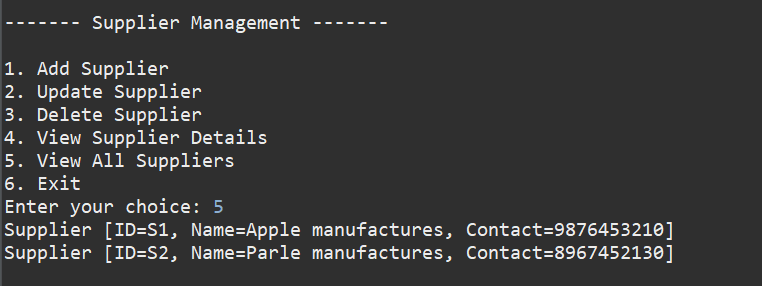 ------- Supplier Management -------
1. Add Supplier
2. Update Supplier
3. Delete Supplier
4. View Supplier Details
5. View All Suppliers
6. Exit
Enter your choice: 5
Supplier [ID=S1, Name=Apple manufactures, Contact=9876453210]
Supplier [ID=S2, Name=Parle manufactures, Contact=8967452130]